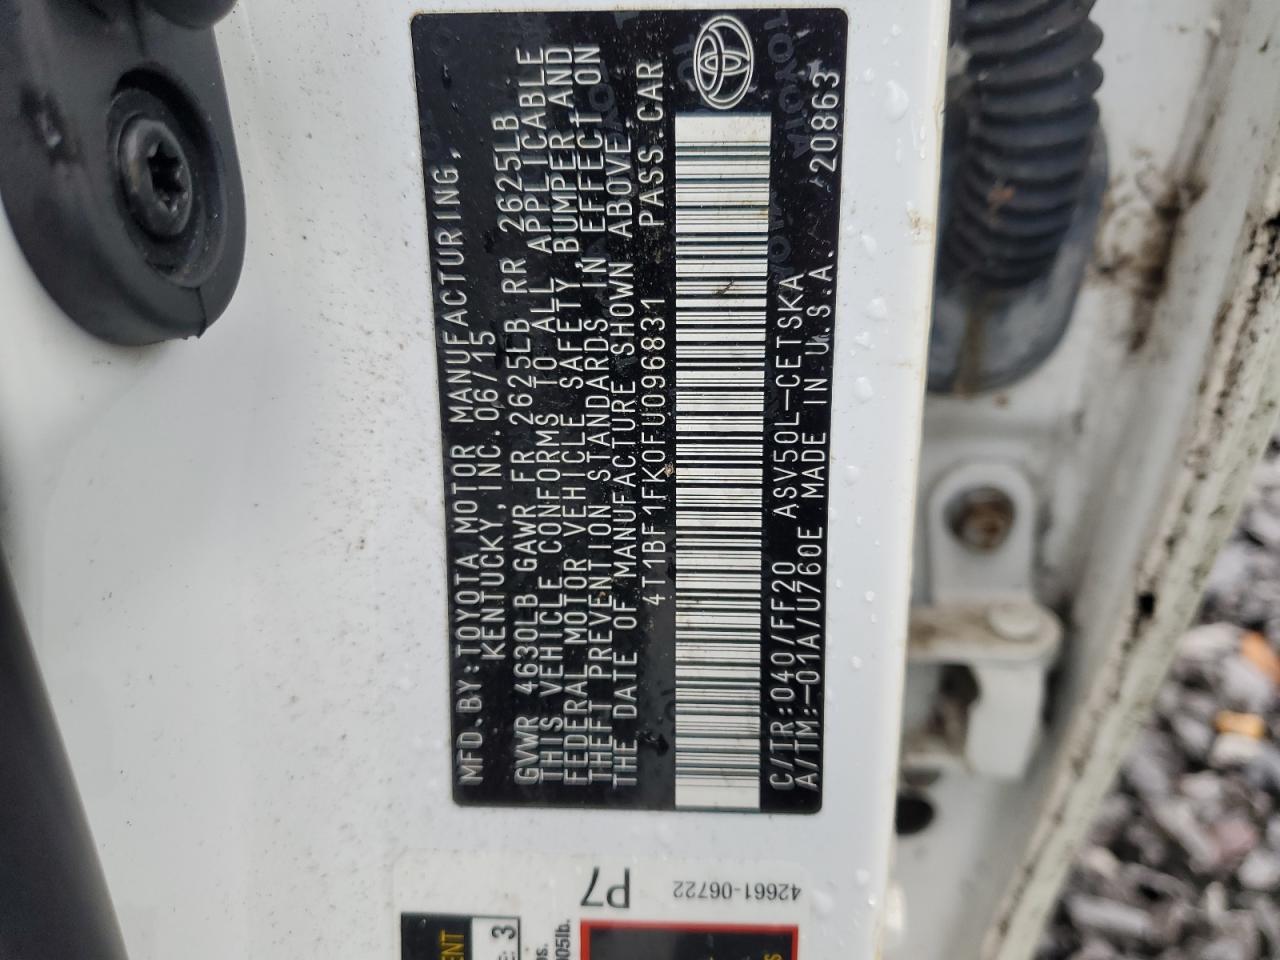 MFD.BY:TOYOTA MOTOR MANUFACTURING,
KENTUCKY,INC.06/15
GVWR 4630LB GAWR FR 2625LB RR 2625LB
THIS VEHICLE CONFORMS TO ALL APPLICABLE
FEDERAL MOTOR VEHICLE SAFETY,BUMPER,AND
THEFT PREVENTION STANDARDS IN EFFECT ON
THE DATE OF MANUFACTURE SHOWN ABOVE.
4T1BF1FK0FU096831 PASS.CAR
C/TR:040/FF20 ASV50L-CETSKA
A/TM:-01A/U760E MADE IN U.S.A. 20863
TOYOTA
P7
42661-06722
3
005lb.